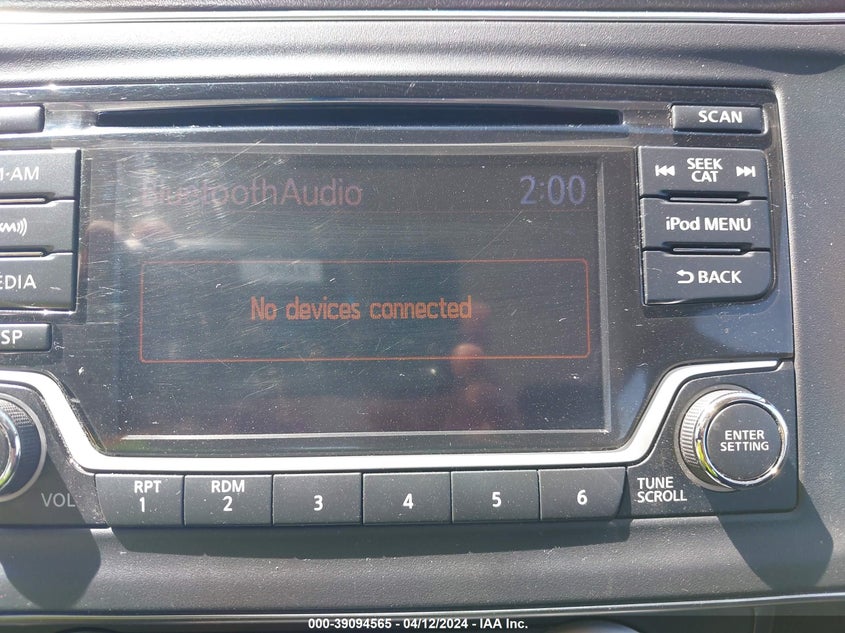 SCAN
M-AM
SEEK
CAT
BluetoothAudio 2:00
iPod MENU
EDIA
BACK
No devices connected
SP
ENTER
SETTING
VOL
RPT
1
RDM
2
3
4
5
6
TUNE
SCROLL
000-39094565 - 04/12/2024 - IAA Inc.